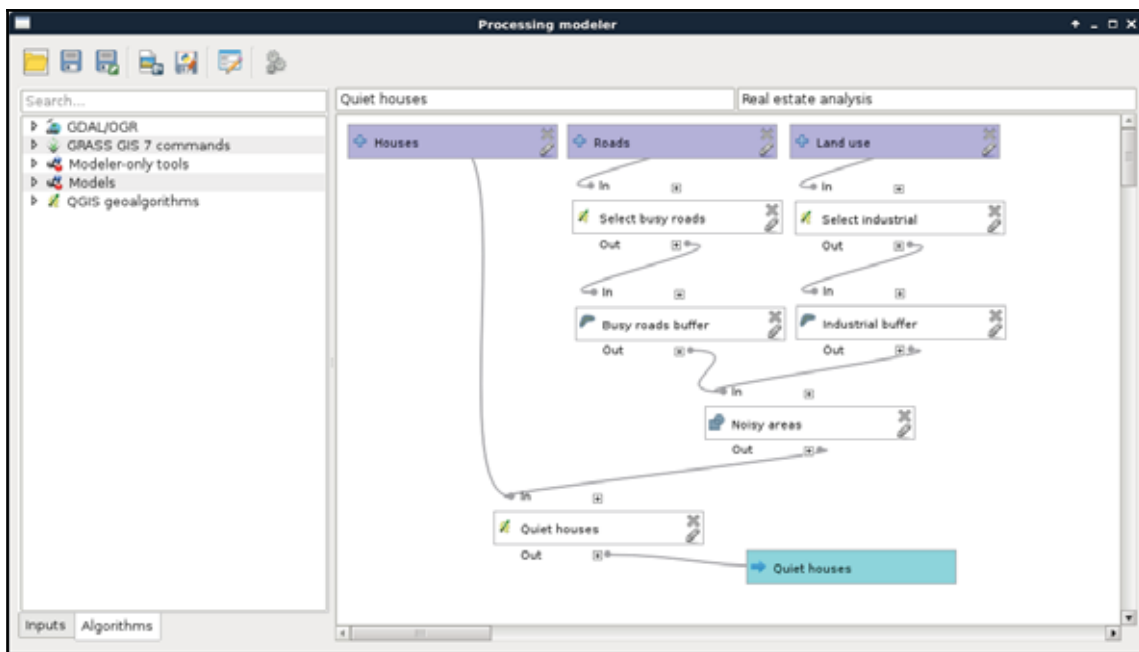 Processing modeler
Search...
Quiet houses
Real estate analysis
GDAL/OGR
GRASS GIS 7 commands
Modeler-only tools
Models
QGIS geoalgorithms
Houses
Roads
Land use
In
In
Select busy roads
Select industrial
Out
Out
In
In
Busy roads buffer
Industrial buffer
Out
Out
In
Noisy areas
Out
In
Quiet houses
Out
Quiet houses
Inputs
Algorithms